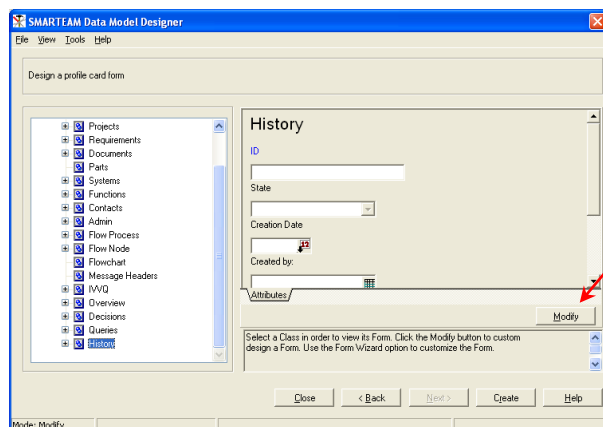 SMARTEAM Data Model Designer
File View Tools Help
Design a profile card form
Projects
Requirements
Documents
Parts
Systems
Functions
Contacts
Admin
Flow Process
Flow Node
Flowchart
Message Headers
IVVQ
Overview
Decisions
Queries
History
History
ID
State
Creation Date
12
Created by:
Attributes
Modify
Select a Class in order to view its Form. Click the Modify button to custom
design a Form. Use the Form Wizard option to customize the Form.
Close < Back Next > Create Help
Mode: Modify